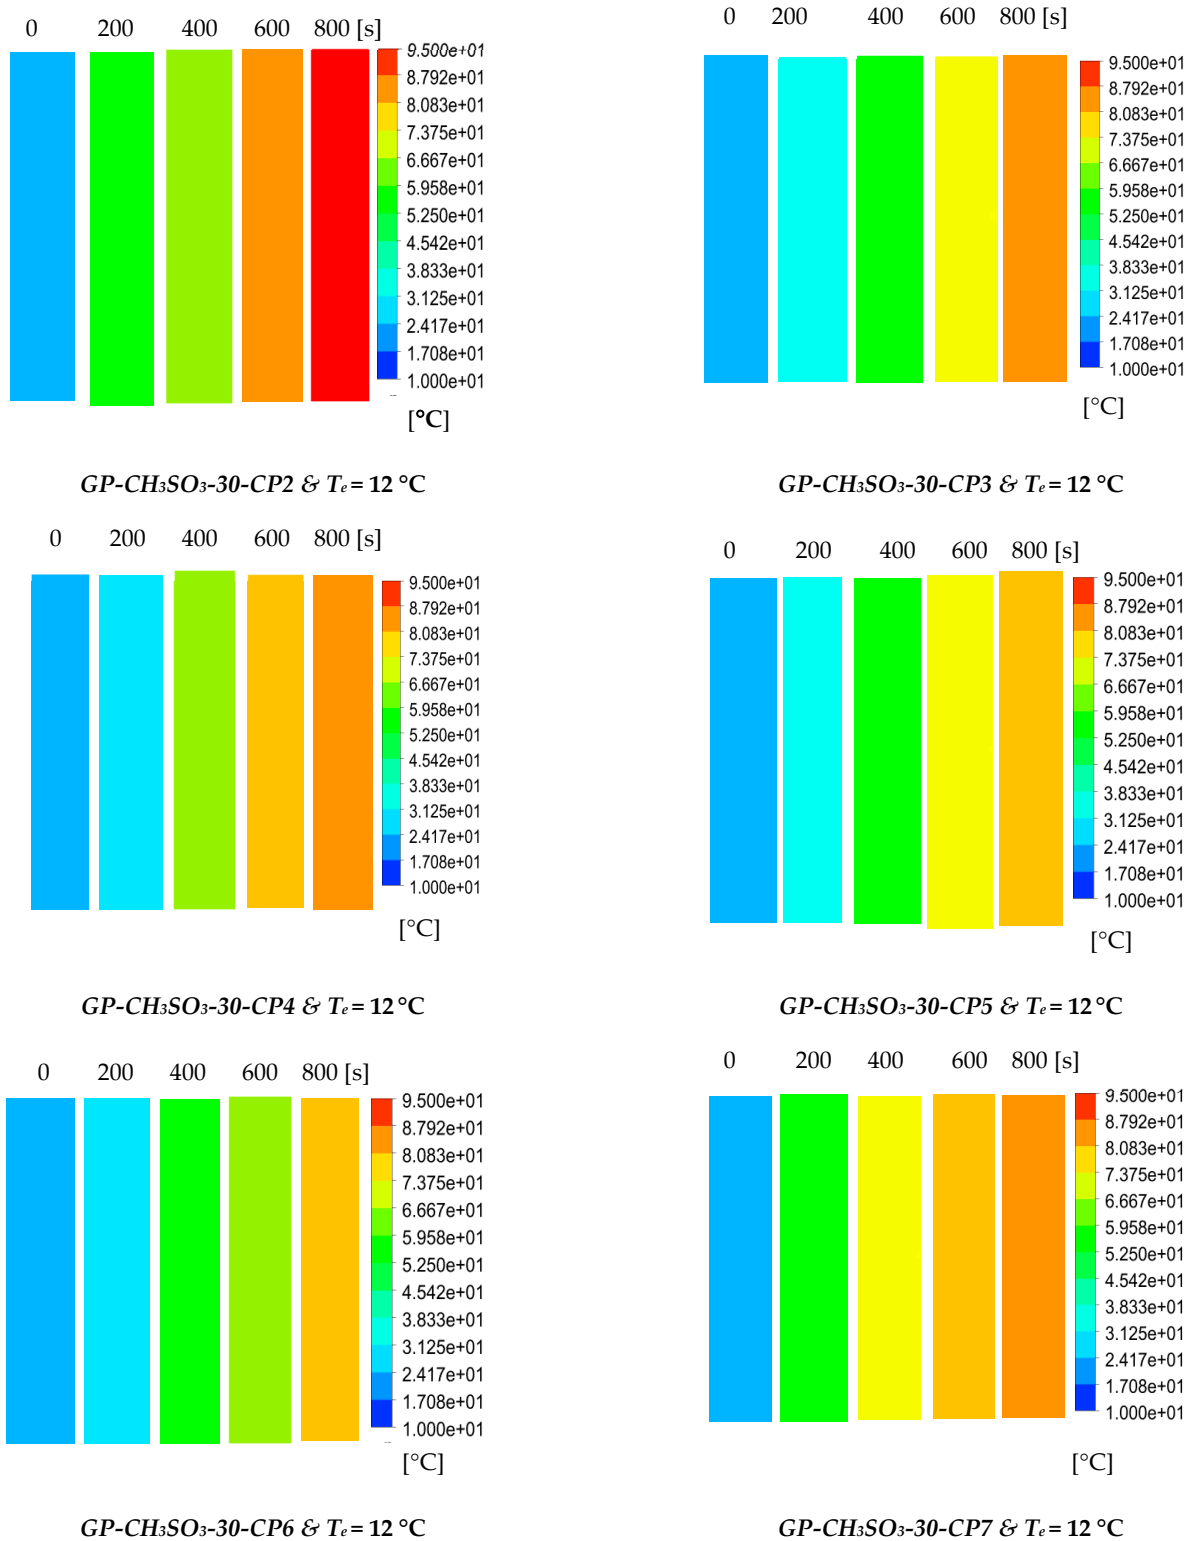 0 200 400 600 800 [s]
9.500e+01
8.792e+01
8.083e+01
7.375e+01
6.667e+01
5.958e+01
5.250e+01
4.542e+01
3.833e+01
3.125e+01
2.417e+01
1.708e+01
1.000e+01
[°C]
GP-CH₃SO₃-30-CP2 & Tₑ = 12 °C
0 200 400 600 800 [s]
9.500e+01
8.792e+01
8.083e+01
7.375e+01
6.667e+01
5.958e+01
5.250e+01
4.542e+01
3.833e+01
3.125e+01
2.417e+01
1.708e+01
1.000e+01
[°C]
GP-CH₃SO₃-30-CP3 & Tₑ = 12 °C
0 200 400 600 800 [s]
9.500e+01
8.792e+01
8.083e+01
7.375e+01
6.667e+01
5.958e+01
5.250e+01
4.542e+01
3.833e+01
3.125e+01
2.417e+01
1.708e+01
1.000e+01
[°C]
GP-CH₃SO₃-30-CP4 & Tₑ = 12 °C
0 200 400 600 800 [s]
9.500e+01
8.792e+01
8.083e+01
7.375e+01
6.667e+01
5.958e+01
5.250e+01
4.542e+01
3.833e+01
3.125e+01
2.417e+01
1.708e+01
1.000e+01
[°C]
GP-CH₃SO₃-30-CP5 & Tₑ = 12 °C
0 200 400 600 800 [s]
9.500e+01
8.792e+01
8.083e+01
7.375e+01
6.667e+01
5.958e+01
5.250e+01
4.542e+01
3.833e+01
3.125e+01
2.417e+01
1.708e+01
1.000e+01
[°C]
GP-CH₃SO₃-30-CP6 & Tₑ = 12 °C
0 200 400 600 800 [s]
9.500e+01
8.792e+01
8.083e+01
7.375e+01
6.667e+01
5.958e+01
5.250e+01
4.542e+01
3.833e+01
3.125e+01
2.417e+01
1.708e+01
1.000e+01
[°C]
GP-CH₃SO₃-30-CP7 & Tₑ = 12 °C